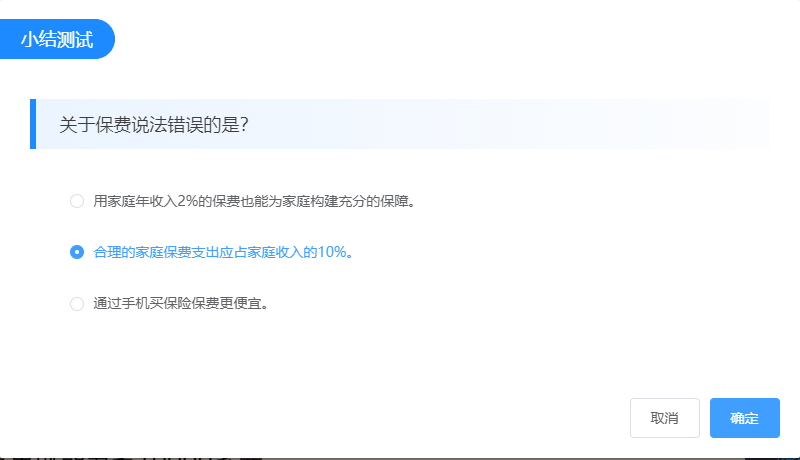 小结测试
关于保费说法错误的是?
用家庭年收入2%的保费也能为家庭构建充分的保障。
合理的家庭保费支出应占家庭收入的10%。
通过手机买保险保费更便宜。
取消
确定